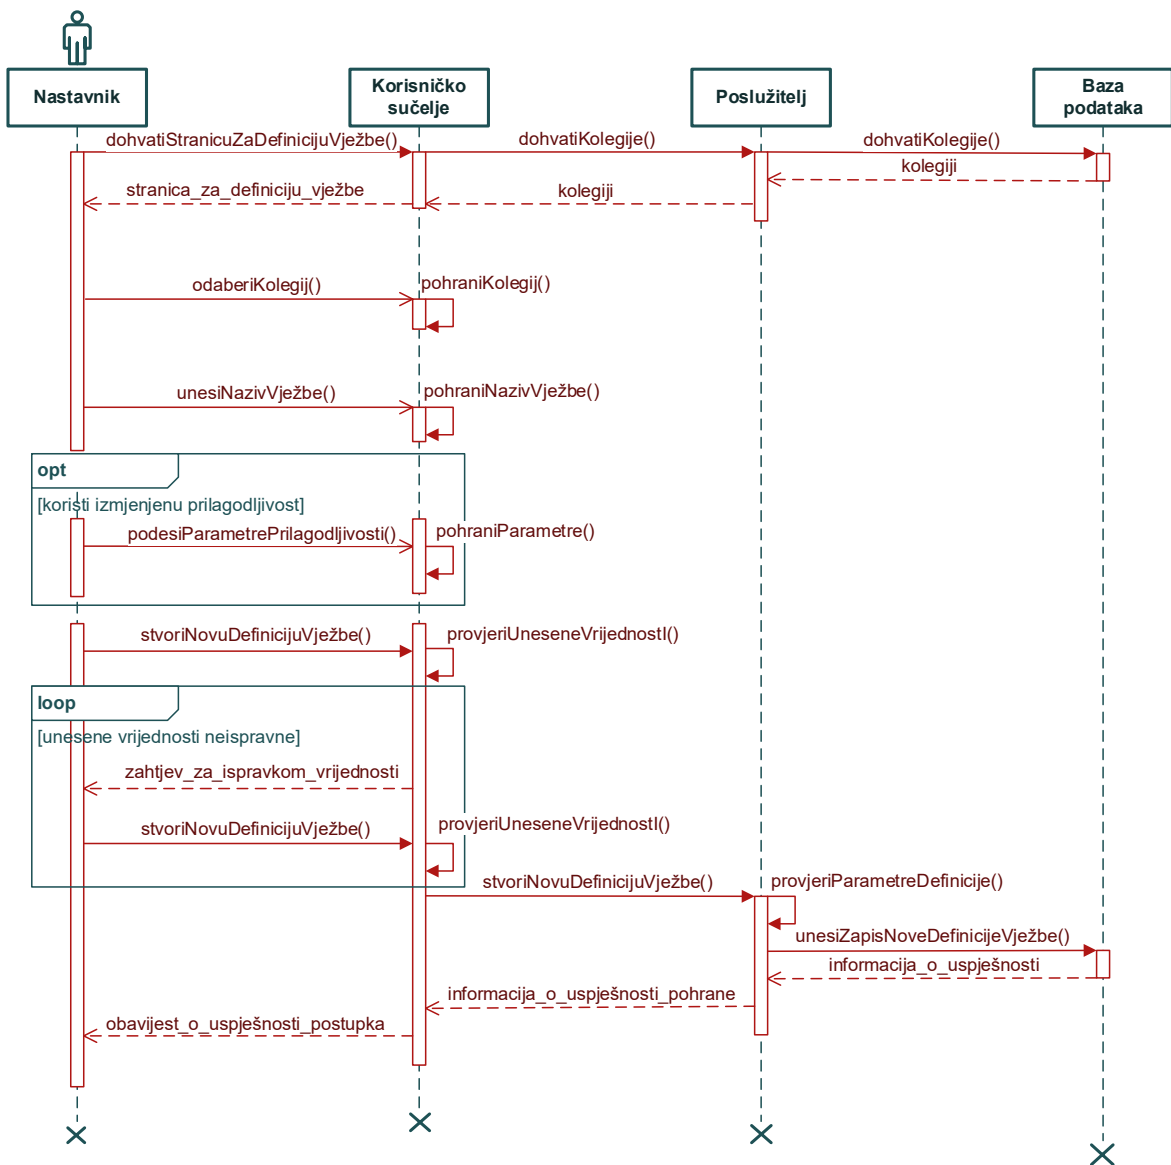 Nastavnik
Korisničko
sučelje
Poslužitelj
Baza
podataka
dohvatiStranicuZaDefinicijuVježbe()
dohvatiKolegije()
dohvatiKolegije()
kolegiji
stranica_za_definiciju_vježbe
kolegiji
odaberiKolegij()
pohraniKolegij()
unesiNazivVježbe()
pohraniNazivVježbe()
opt
[koristi izmjenjenu prilagodljivost]
podesiParametrePrilagodljivosti()
pohraniParametre()
stvoriNovuDefinicijuVježbe()
provjeriUneseneVrijednostI()
loop
[unesene vrijednosti neispravne]
zahtjev_za_ispravkom_vrijednosti
stvoriNovuDefinicijuVježbe()
provjeriUneseneVrijednostI()
stvoriNovuDefinicijuVježbe()
provjeriParametreDefinicije()
unesiZapisNoveDefinicijeVježbe()
informacija_o_uspješnosti
informacija_o_uspješnosti_pohrane
obavijest_o_uspješnosti_postupka